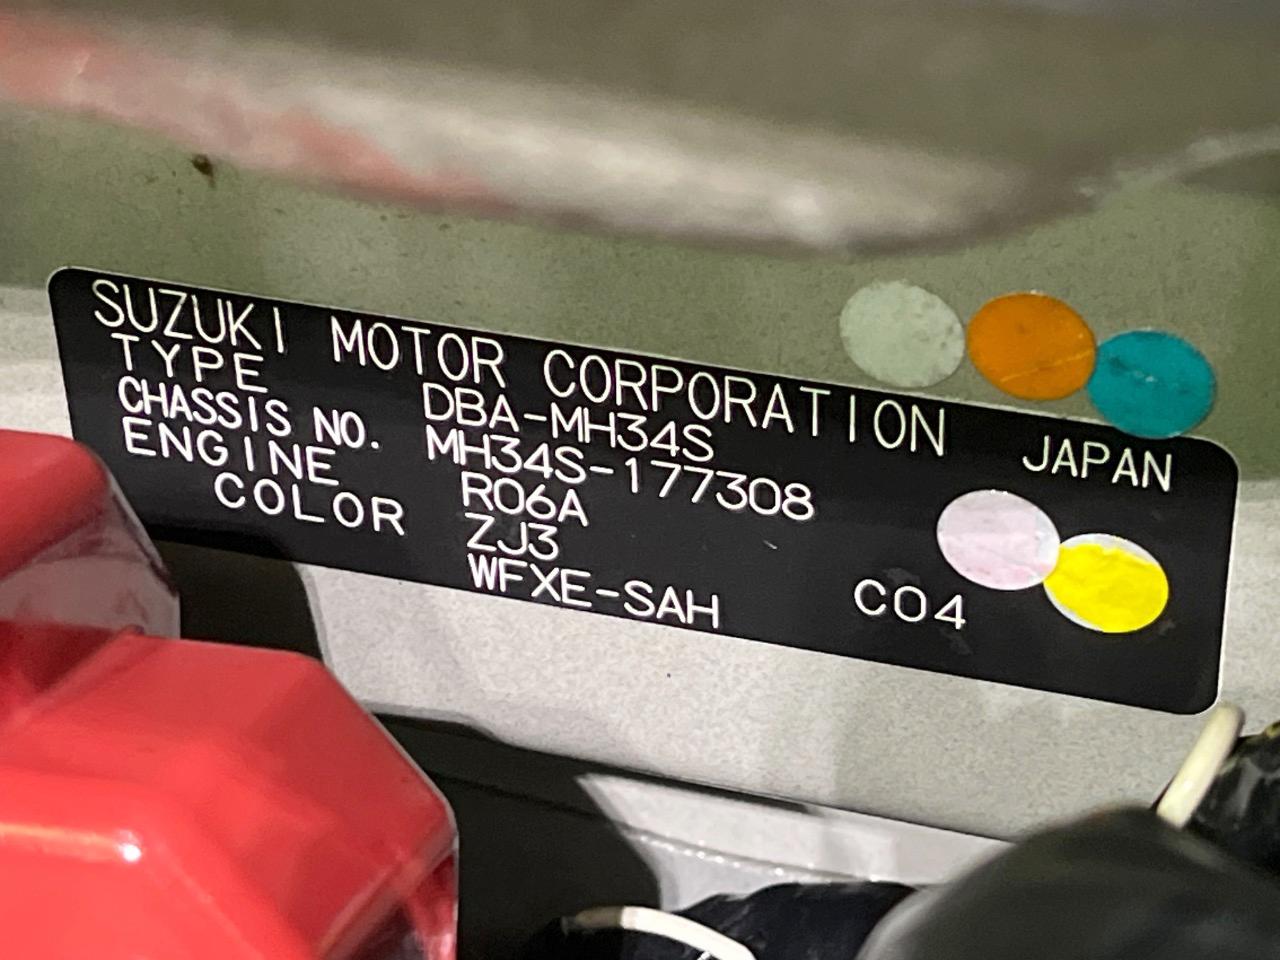 SUZUKI MOTOR CORPORATION JAPAN
TYPE DBA-MH34S
CHASSIS NO. MH34S-177308
ENGINE R06A
COLOR ZJ3
WFXE-SAH C04